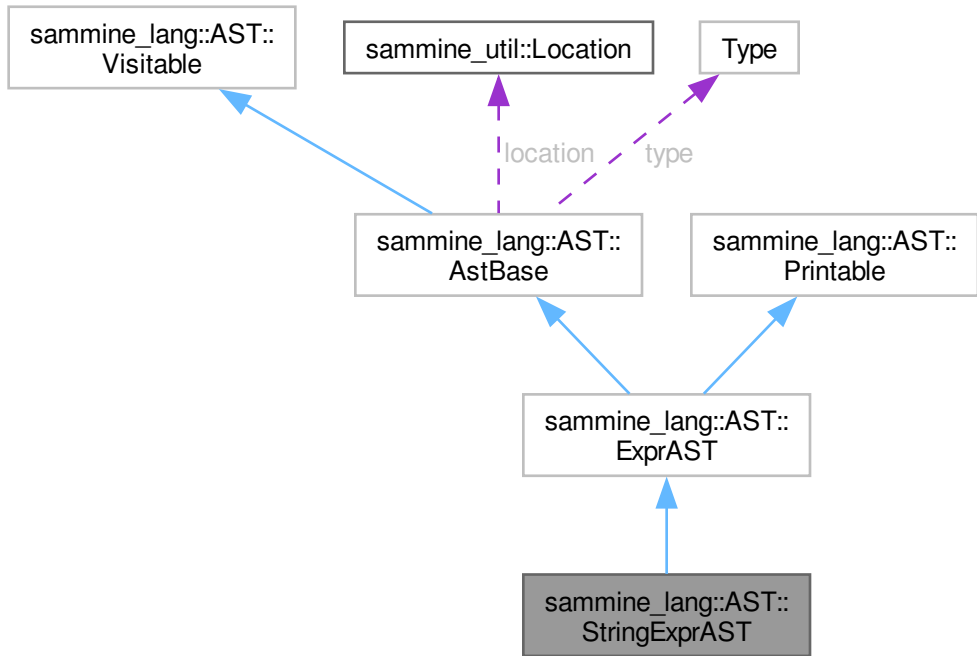 sammine_lang::AST::
Visitable
sammine_util::Location
Type
location
type
sammine_lang::AST::
AstBase
sammine_lang::AST::
Printable
sammine_lang::AST::
ExprAST
sammine_lang::AST::
StringExprAST